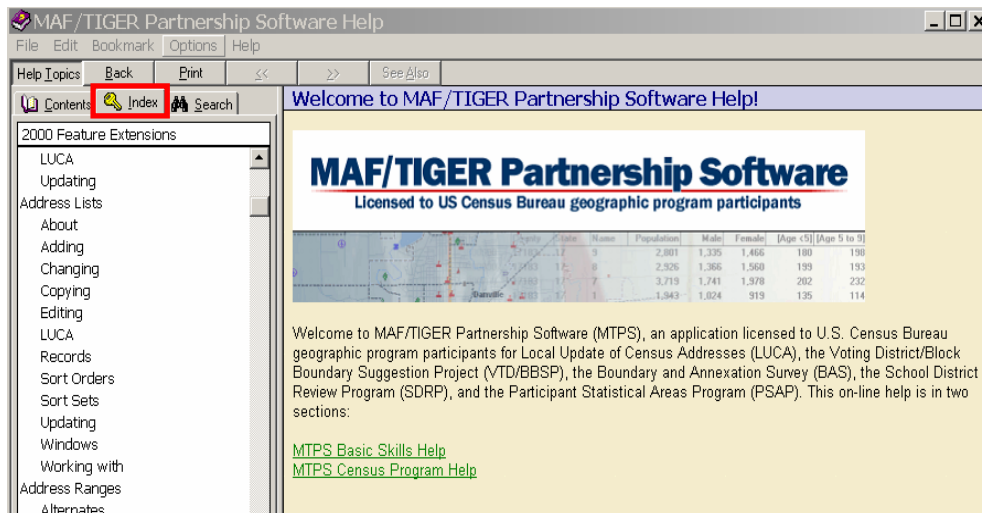 MAF/TIGER Partnership Software Help
File Edit Bookmark Options Help
Help Topics Back Print << >> See Also
Contents Index Search
2000 Feature Extensions
LUCA
Updating
Address Lists
About
Adding
Changing
Copying
Editing
LUCA
Records
Sort Orders
Sort Sets
Updating
Windows
Working with
Address Ranges
Alternates
Welcome to MAF/TIGER Partnership Software Help!
MAF/TIGER Partnership Software
Licensed to US Census Bureau geographic program participants
Name Population Male Female [Age <5] [Age 5 to 9]
9 2,801 1,335 1,466 180 198
2,926 1,366 1,560 199 193
7 3,719 1,741 1,978 202 232
Danville 1 1,943 1,024 919 135 114
Welcome to MAF/TIGER Partnership Software (MTPS), an application licensed to U.S. Census Bureau
geographic program participants for Local Update of Census Addresses (LUCA), the Voting District/Block
Boundary Suggestion Project (VTD/BBSP), the Boundary and Annexation Survey (BAS), the School District
Review Program (SDRP), and the Participant Statistical Areas Program (PSAP). This on-line help is in two
sections:
MTPS Basic Skills Help
MTPS Census Program Help